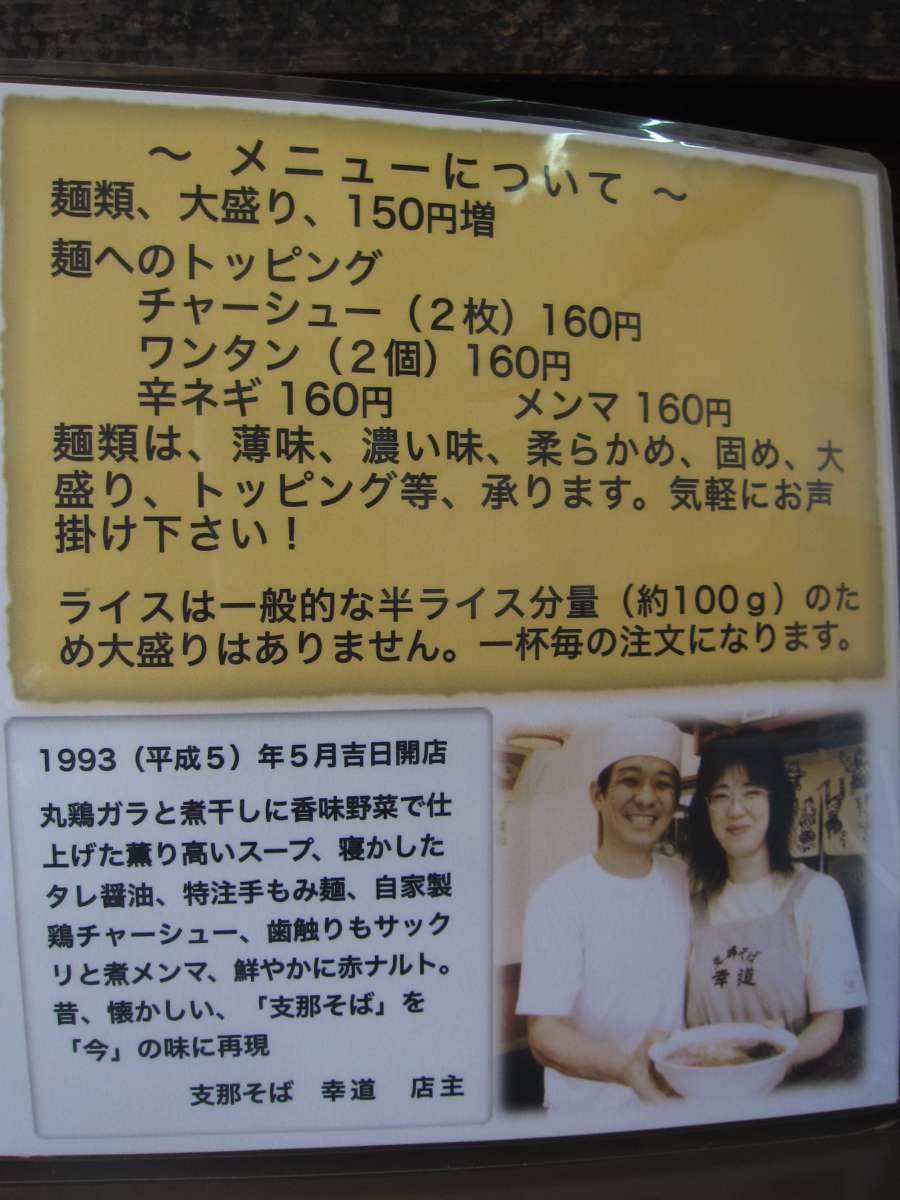 ～ メニューについて ～
麺類、大盛り、150円増
麺へのトッピング
チャーシュー（２枚）160円
ワンタン（２個）160円
辛ネギ 160円　メンマ 160円
麺類は、薄味、濃い味、柔らかめ、固め、大
盛り、トッピング等、承ります。気軽にお声
掛け下さい！
ライスは一般的な半ライス分量（約100ｇ）のた
め大盛りはありません。一杯毎の注文になります。
1993（平成５）年５月吉日開店
丸鶏ガラと煮干しに香味野菜で仕
上げた薫り高いスープ、寝かした
タレ醤油、特注手もみ麺、自家製
鶏チャーシュー、歯触りもサック
リと煮メンマ、鮮やかに赤ナルト。
昔、懐かしい、「支那そば」を
「今」の味に再現
支那そば　幸道　店主
支那そば
幸道